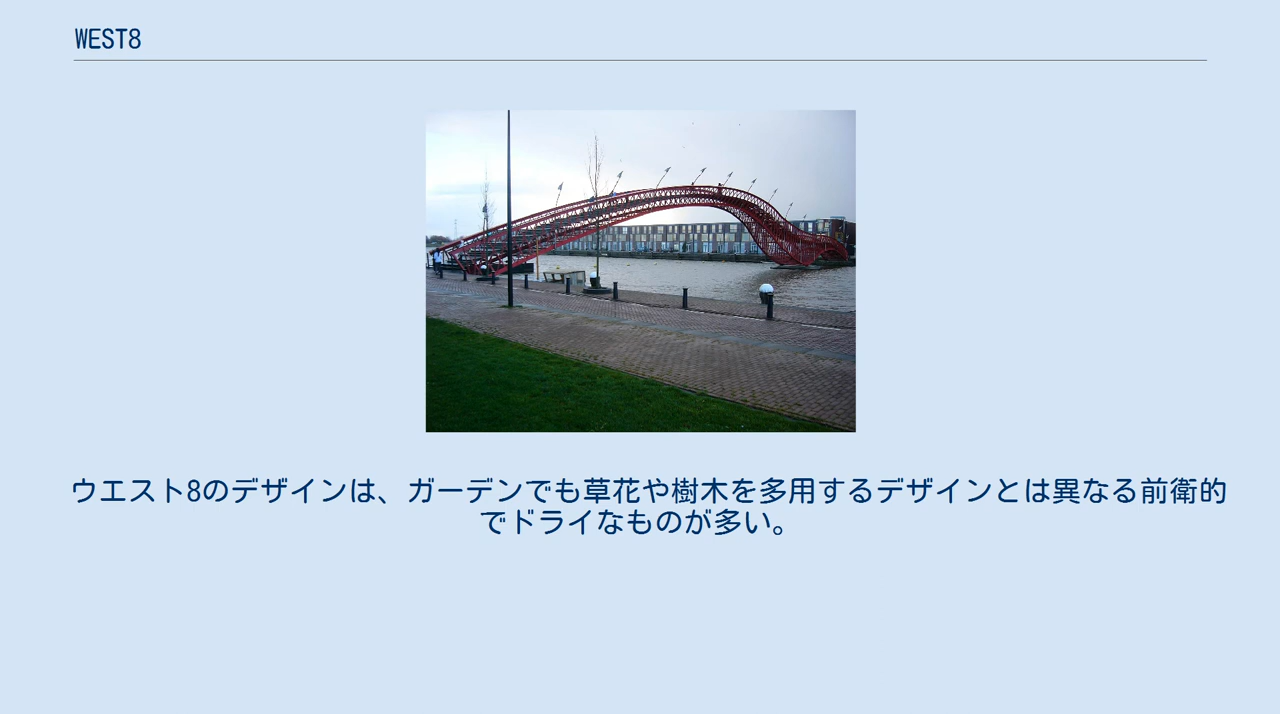 WEST8
ウエスト8のデザインは、ガーデンでも草花や樹木を多用するデザインとは異なる前衛的
でドライなものが多い。